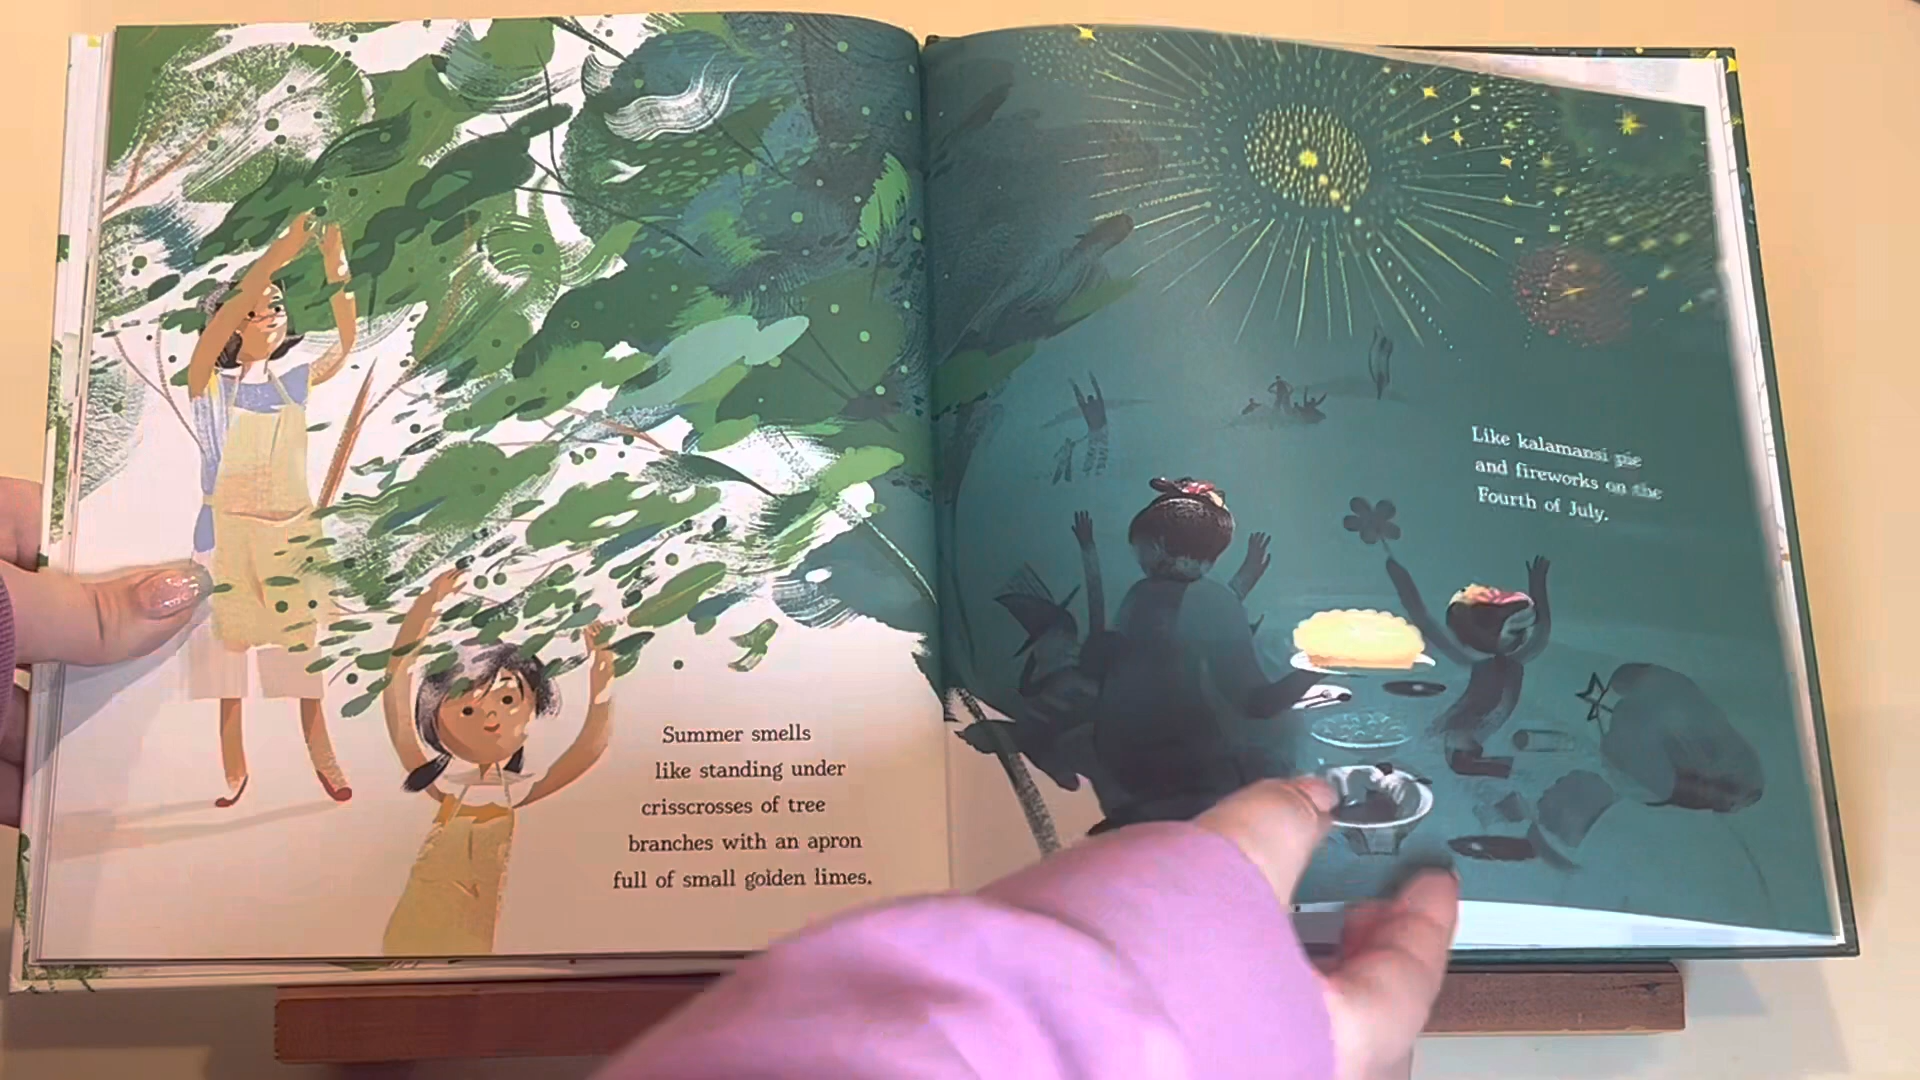 Summer smells
like standing under
crisscrosses of tree
branches with an apron
full of small golden limes.
Like kalamansi pie
and fireworks on the
Fourth of July.